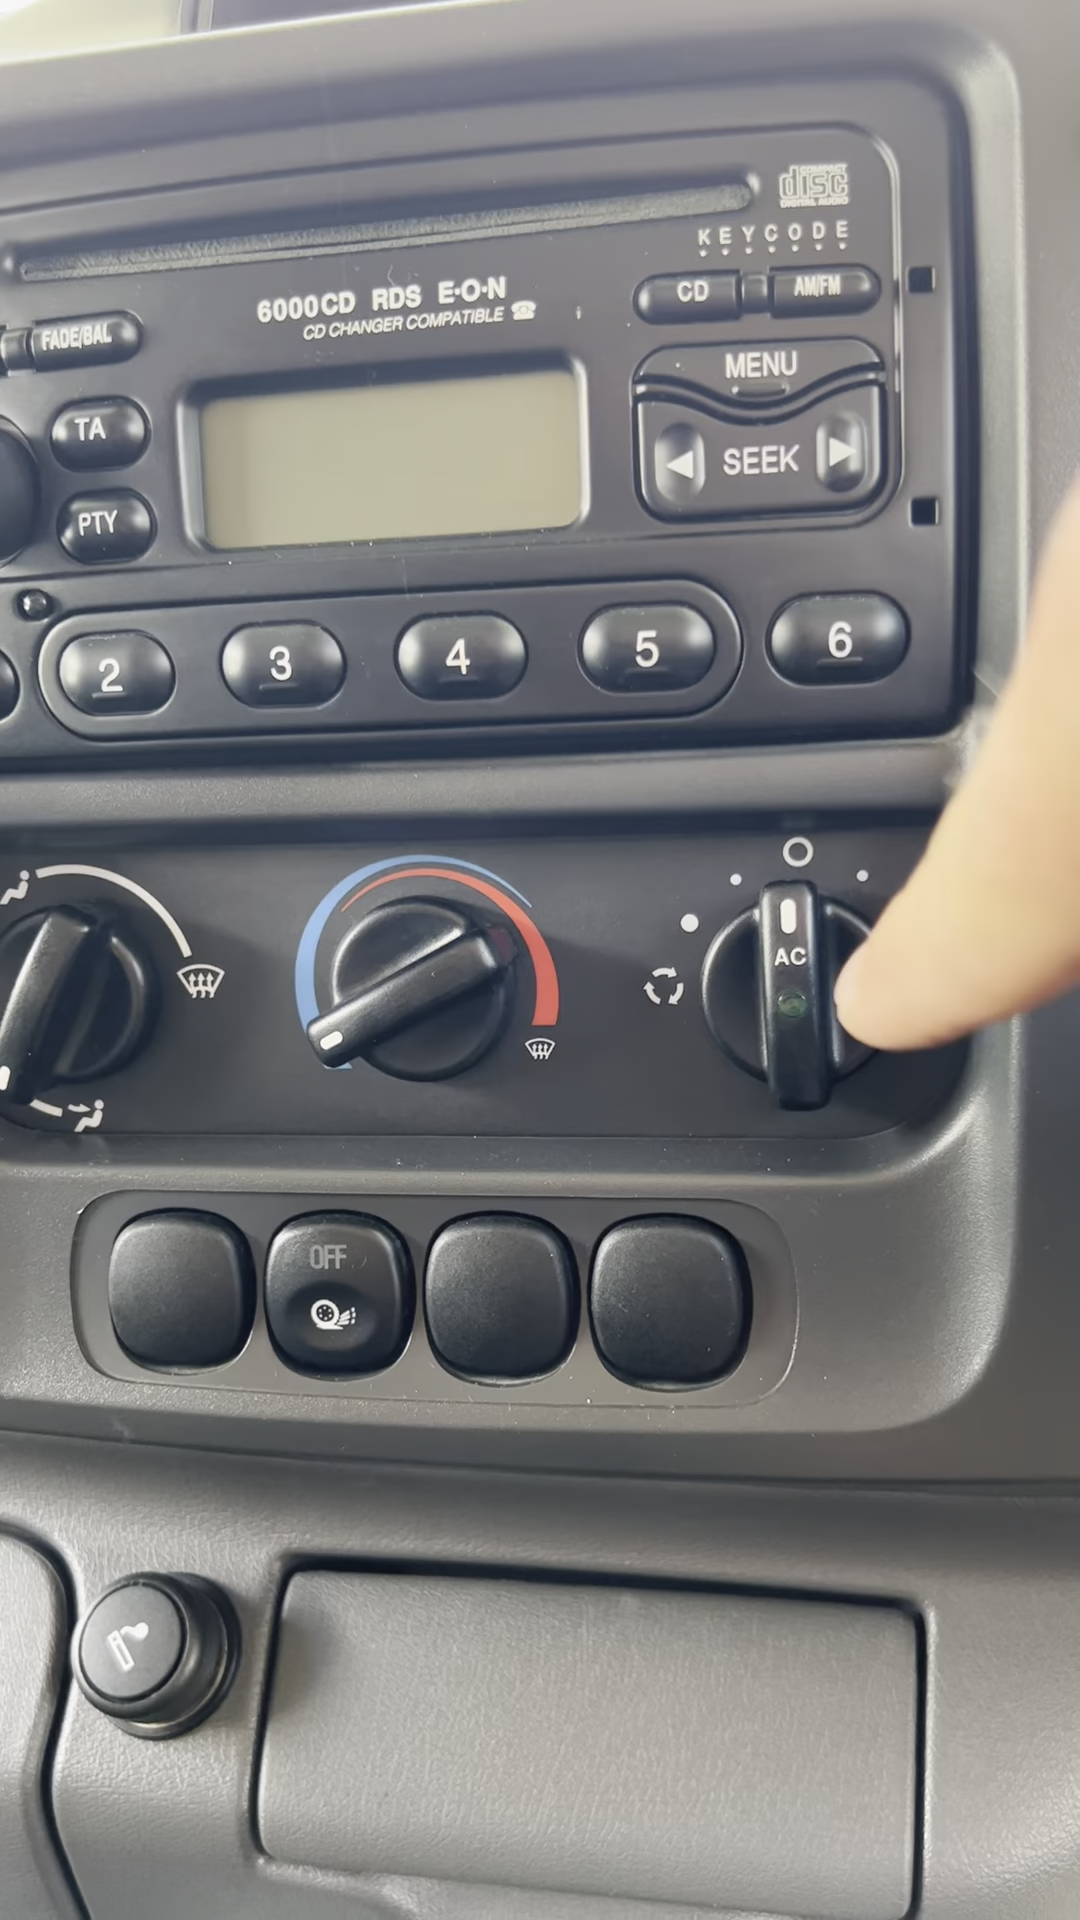 COMPACT
disc
DIGITAL AUDIO
KEYCODE
CD
AM/FM
6000CD RDS E·O·N
CD CHANGER COMPATIBLE
FADE/BAL
MENU
TA
SEEK
PTY
2
3
4
5
6
AC
OFF